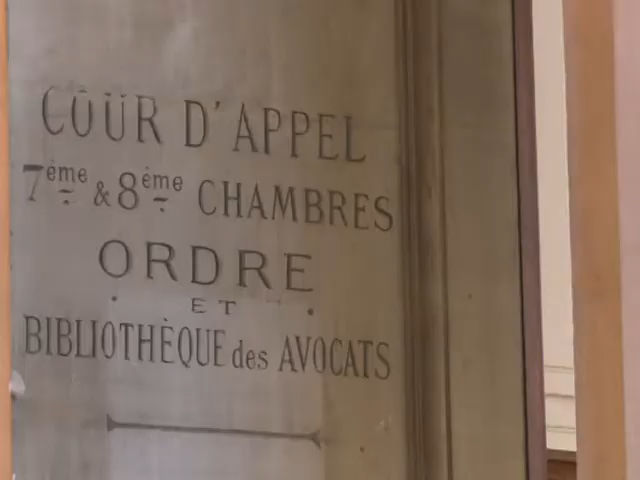 COUR D'APPEL
7ème & 8ème CHAMBRES
ORDRE
ET
BIBLIOTHÈQUE des AVOCATS